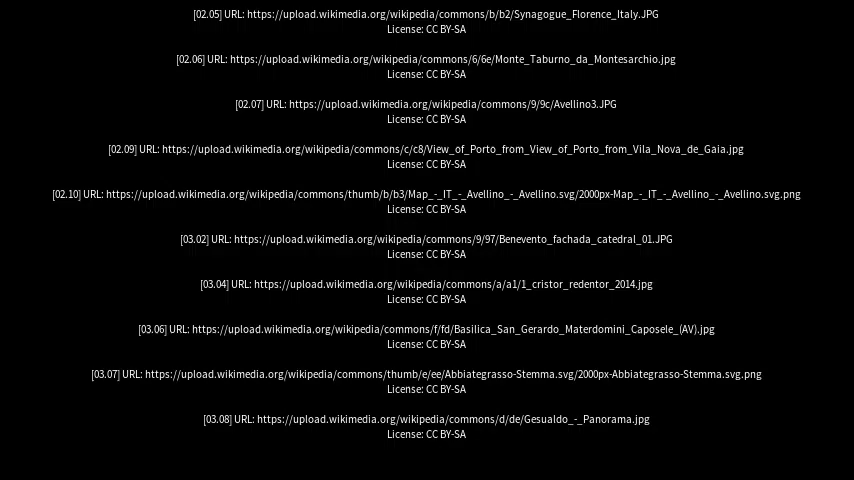 [02.05] URL: https://upload.wikimedia.org/wikipedia/commons/b/b2/Synagogue_Florence_Italy.JPG
License: CC BY-SA
[02.06] URL: https://upload.wikimedia.org/wikipedia/commons/6/6e/Monte_Taburno_da_Montesarchio.jpg
License: CC BY-SA
[02.07] URL: https://upload.wikimedia.org/wikipedia/commons/9/9c/Avellino3.JPG
License: CC BY-SA
[02.09] URL: https://upload.wikimedia.org/wikipedia/commons/c/c8/View_of_Porto_from_View_of_Porto_from_Vila_Nova_de_Gaia.jpg
License: CC BY-SA
[02.10] URL: https://upload.wikimedia.org/wikipedia/commons/thumb/b/b3/Map_-_IT_-_Avellino_-_Avellino.svg/2000px-Map_-_IT_-_Avellino_-_Avellino.svg.png
License: CC BY-SA
[03.02] URL: https://upload.wikimedia.org/wikipedia/commons/9/97/Benevento_fachada_catedral_01.JPG
License: CC BY-SA
[03.04] URL: https://upload.wikimedia.org/wikipedia/commons/a/a1/1_cristor_redentor_2014.jpg
License: CC BY-SA
[03.06] URL: https://upload.wikimedia.org/wikipedia/commons/f/fd/Basilica_San_Gerardo_Materdomini_Caposele_(AV).jpg
License: CC BY-SA
[03.07] URL: https://upload.wikimedia.org/wikipedia/commons/thumb/e/ee/Abbiategrasso-Stemma.svg/2000px-Abbiategrasso-Stemma.svg.png
License: CC BY-SA
[03.08] URL: https://upload.wikimedia.org/wikipedia/commons/d/de/Gesualdo_-_Panorama.jpg
License: CC BY-SA